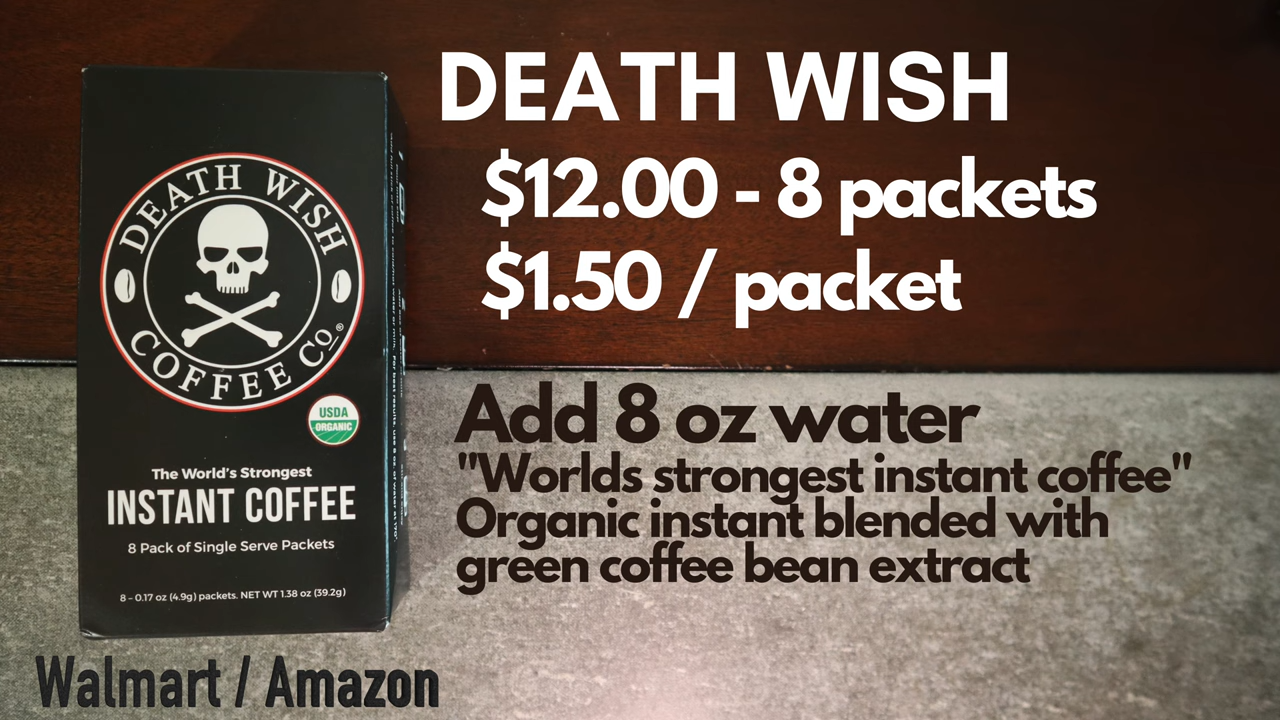 DEATH WISH
$12.00 - 8 packets
$1.50 / packet
DEATH WISH
COFFEE CO.®
USDA
ORGANIC
The World's Strongest
INSTANT COFFEE
8 Pack of Single Serve Packets
8 - 0.17 oz (4.9g) packets. NET WT 1.38 oz (39.2g)
Add 8 oz water
"Worlds strongest instant coffee"
Organic instant blended with
green coffee bean extract
Walmart / Amazon